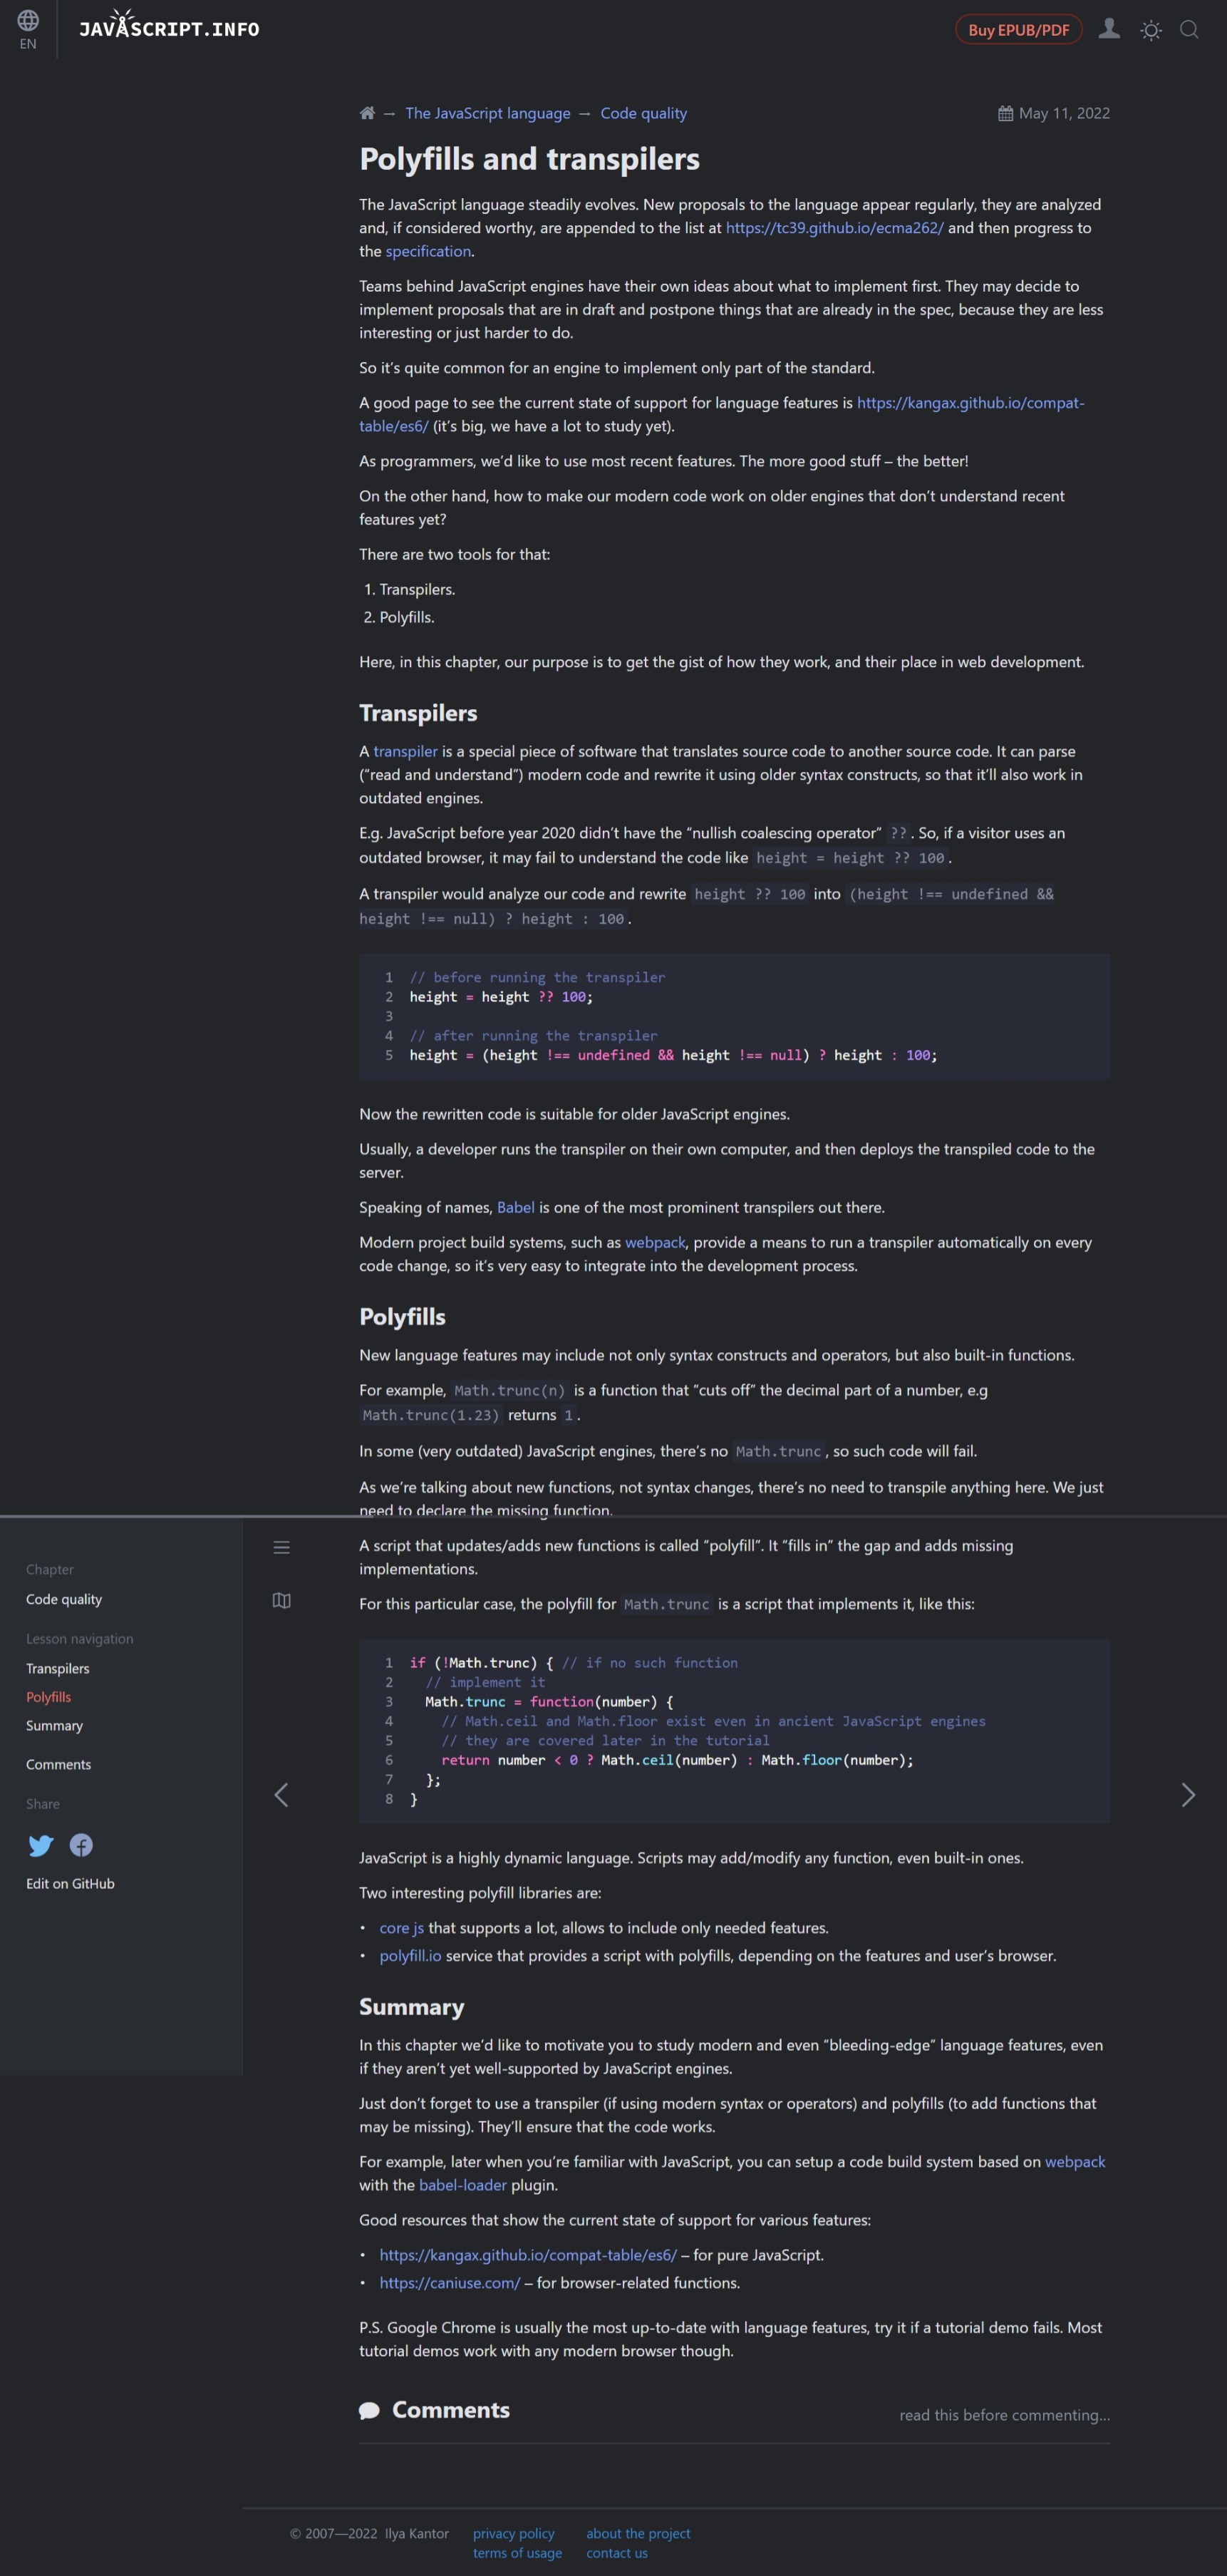 EN
JAVASCRIPT.INFO
Buy EPUB/PDF
→ The JavaScript language → Code quality
May 11, 2022
Polyfills and transpilers
The JavaScript language steadily evolves. New proposals to the language appear regularly, they are analyzed
and, if considered worthy, are appended to the list at https://tc39.github.io/ecma262/ and then progress to
the specification.
Teams behind JavaScript engines have their own ideas about what to implement first. They may decide to
implement proposals that are in draft and postpone things that are already in the spec, because they are less
interesting or just harder to do.
So it’s quite common for an engine to implement only part of the standard.
A good page to see the current state of support for language features is https://kangax.github.io/compat-
table/es6/ (it’s big, we have a lot to study yet).
As programmers, we’d like to use most recent features. The more good stuff – the better!
On the other hand, how to make our modern code work on older engines that don’t understand recent
features yet?
There are two tools for that:
1. Transpilers.
2. Polyfills.
Here, in this chapter, our purpose is to get the gist of how they work, and their place in web development.
Transpilers
A transpiler is a special piece of software that translates source code to another source code. It can parse
(“read and understand”) modern code and rewrite it using older syntax constructs, so that it’ll also work in
outdated engines.
E.g. JavaScript before year 2020 didn’t have the “nullish coalescing operator” ??. So, if a visitor uses an
outdated browser, it may fail to understand the code like height = height ?? 100.
A transpiler would analyze our code and rewrite height ?? 100 into (height !== undefined &&
height !== null) ? height : 100.
1 // before running the transpiler
2 height = height ?? 100;
3
4 // after running the transpiler
5 height = (height !== undefined && height !== null) ? height : 100;
Now the rewritten code is suitable for older JavaScript engines.
Usually, a developer runs the transpiler on their own computer, and then deploys the transpiled code to the
server.
Speaking of names, Babel is one of the most prominent transpilers out there.
Modern project build systems, such as webpack, provide a means to run a transpiler automatically on every
code change, so it’s very easy to integrate into the development process.
Polyfills
New language features may include not only syntax constructs and operators, but also built-in functions.
For example, Math.trunc(n) is a function that “cuts off” the decimal part of a number, e.g
Math.trunc(1.23) returns 1.
In some (very outdated) JavaScript engines, there’s no Math.trunc, so such code will fail.
As we’re talking about new functions, not syntax changes, there’s no need to transpile anything here. We just
need to declare the missing function.
A script that updates/adds new functions is called “polyfill”. It “fills in” the gap and adds missing
implementations.
For this particular case, the polyfill for Math.trunc is a script that implements it, like this:
1 if (!Math.trunc) { // if no such function
2 // implement it
3 Math.trunc = function(number) {
4 // Math.ceil and Math.floor exist even in ancient JavaScript engines
5 // they are covered later in the tutorial
6 return number < 0 ? Math.ceil(number) : Math.floor(number);
7 };
8 }
JavaScript is a highly dynamic language. Scripts may add/modify any function, even built-in ones.
Two interesting polyfill libraries are:
• core js that supports a lot, allows to include only needed features.
• polyfill.io service that provides a script with polyfills, depending on the features and user’s browser.
Summary
In this chapter we’d like to motivate you to study modern and even “bleeding-edge” language features, even
if they aren’t yet well-supported by JavaScript engines.
Just don’t forget to use a transpiler (if using modern syntax or operators) and polyfills (to add functions that
may be missing). They’ll ensure that the code works.
For example, later when you’re familiar with JavaScript, you can setup a code build system based on webpack
with the babel-loader plugin.
Good resources that show the current state of support for various features:
• https://kangax.github.io/compat-table/es6/ – for pure JavaScript.
• https://caniuse.com/ – for browser-related functions.
P.S. Google Chrome is usually the most up-to-date with language features, try it if a tutorial demo fails. Most
tutorial demos work with any modern browser though.
Comments
read this before commenting…
Chapter
Code quality
Lesson navigation
Transpilers
Polyfills
Summary
Comments
Share
Edit on GitHub
© 2007—2022 Ilya Kantor
privacy policy
terms of usage
about the project
contact us